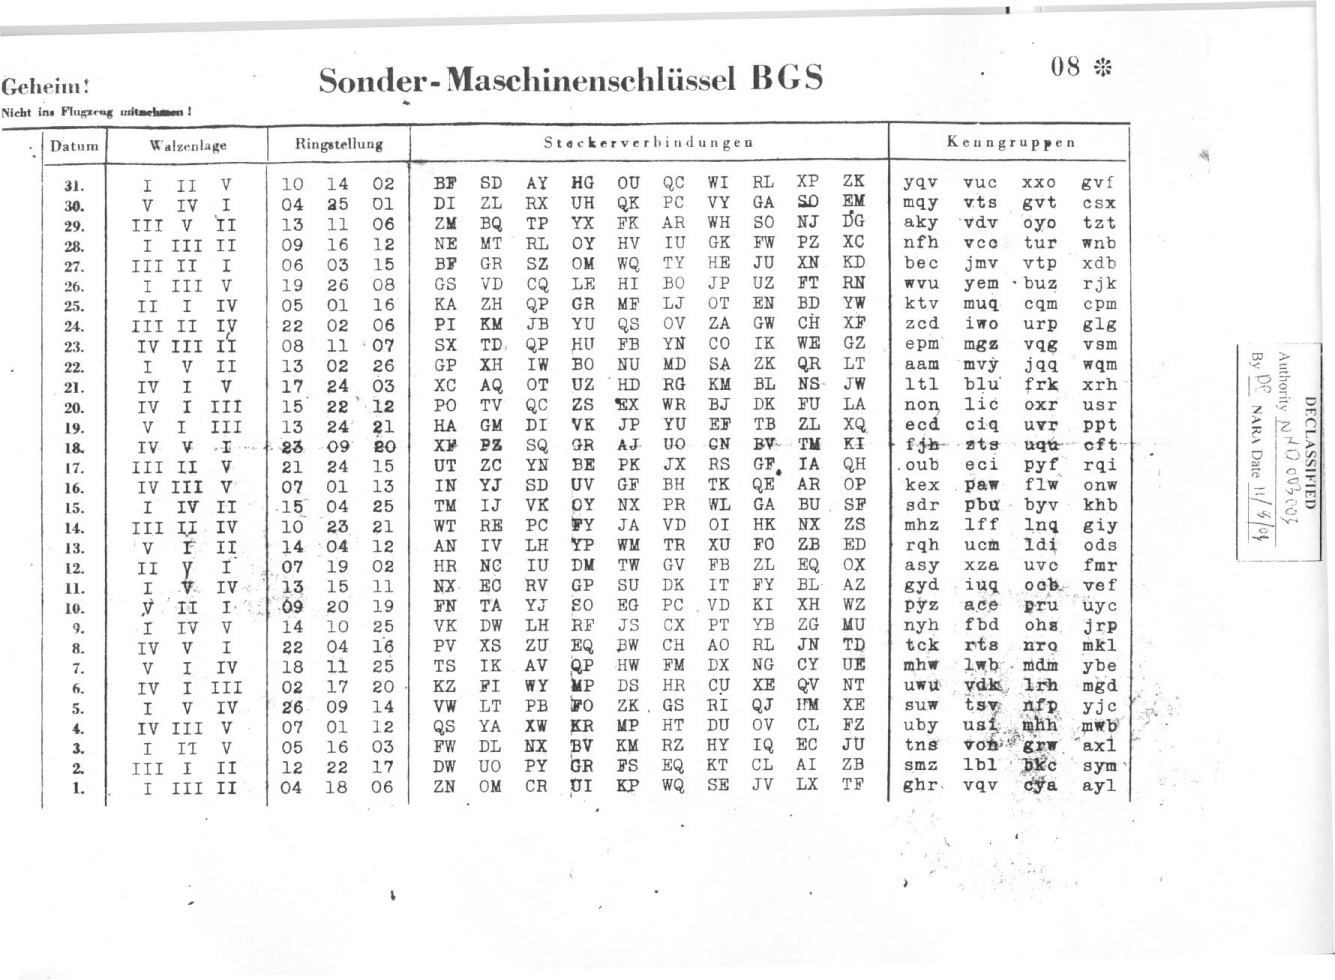 08 ✼
Geheim!
Sonder-Maschinenschlüssel BGS
Nicht ins Flugzeug mitnehmen!
Datum Walzenlage Ringstellung Steckerverbindungen Kenngruppen
31. I II V 10 14 02 BF SD AY HG OU QC WI RL XP ZK yqv vuc xxo gvf
30. V IV I 04 25 01 DI ZL RX UH QK PC VY GA SO EM mqy vts gvt csx
29. III V II 13 11 06 ZM BQ TP YX FK AR WH SO NJ DG aky vdv oyo tzt
28. I III II 09 16 12 NE MT RL OY HV IU GK FW PZ XC nfh vco tur wnb
27. III II I 06 03 15 BF GR SZ OM WQ TY HE JU XN KD bec jmv vtp xdb
26. I III V 19 26 08 GS VD CQ LE HI BO JP UZ FT RN wvu yem buz rjk
25. II I IV 05 01 16 KA ZH QP GR MF LJ OT EN BD YW ktv muq cqm cpm
24. III II IV 22 02 06 PI KM JB YU QS OV ZA GW CH XF zcd iwo urp glg
23. IV III II 08 11 07 SX TD QP HU FB YN CO IK WE GZ epm mgz vqg vsm
22. I V II 13 02 26 GP XH IW BO NU MD SA ZK QR LT aam mvy jqq wqm
21. IV I V 17 24 03 XC AQ OT UZ HD RG KM BL NS JW ltl blu frk xrh
20. IV I III 15 22 12 PO TV QC ZS EX WR BJ DK FU LA non lic oxr usr
19. V I III 13 24 21 HA GM DI VK JP YU EF TB ZL XQ ecd ciq uvr ppt
18. IV V I 23 09 20 XF PZ SQ GR AJ UO CN BV TM KI fjh zts uqu cft
17. III II V 21 24 15 UT ZC YN BE PK JX RS GF IA QH oub eci pyf rqi
16. IV III V 07 01 13 IN YJ SD UV GF BH TK QE AR OP kex paw flw onw
15. I IV II 15 04 25 TM IJ VK OY NX PR WL GA BU SF sdr pbu byv khb
14. III II IV 10 23 21 WT RE PC FY JA VD OI HK NX ZS mhz lff lnq giy
13. V I II 14 04 12 AN IV LH YP WM TR XU FO ZB ED rqh ucm ldi ods
12. II V I 07 19 02 HR NC IU DM TW GV FB ZL EQ OX asy xza uvc fmr
11. I V IV 13 15 11 NX EC RV GP SU DK IT FY BL AZ gyd iuq ocb vef
10. V II I 09 20 19 FN TA YJ SO EG PC VD KI XH WZ pyz ace pru uyc
9. I IV V 14 10 25 VK DW LH RF JS CX PT YB ZG MU nyh fbd ohs jrp
8. IV V I 22 04 16 PV XS ZU EQ BW CH AO RL JN TD tck rts nro mkl
7. V I IV 18 11 25 TS IK AV QP HW FM DX NG CY UE mhw lwb mdm ybe
6. IV I III 02 17 20 KZ FI WY MP DS HR CU XE QV NT uwu vdk lrh mgd
5. I V IV 26 09 14 VW LT PB FO ZK GS RI QJ HM XE suw tsv nfp yjc
4. IV III V 07 01 12 QS YA XW KR MP HT DU OV CL FZ uby usi mhh mwb
3. I II V 05 16 03 FW DL NX BV KM RZ HY IQ EC JU tns von grw axl
2. III I II 12 22 17 DW UO PY GR FS EQ KT CL AI ZB smz lbl bkc sym
1. I III II 04 18 06 ZN OM CR UI KP WQ SE JV LX TF ghr vqv cya ayl
DECLASSIFIED
Authority NND 003003
By DR NARA Date